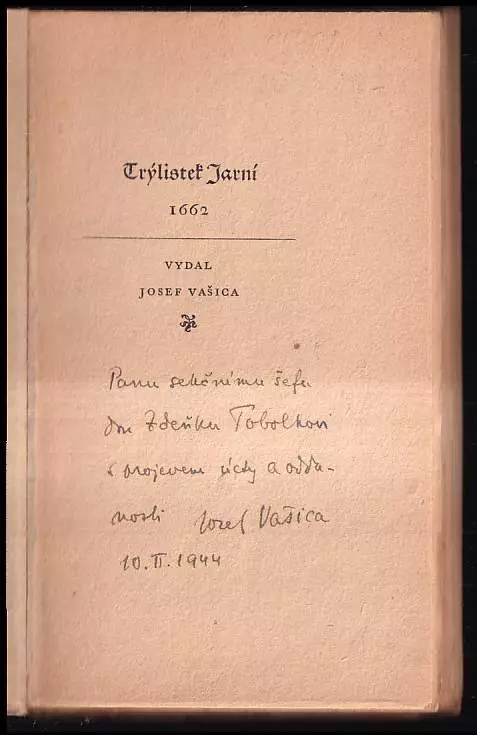 Trýlistek Jarní
1662
VYDAL
JOSEF VAŠICA
Panu sekčnímu šefu
dru Zdeňku Tobolkovi
s projevem úcty a odda-
nosti Josef Vašica
10. II. 1944